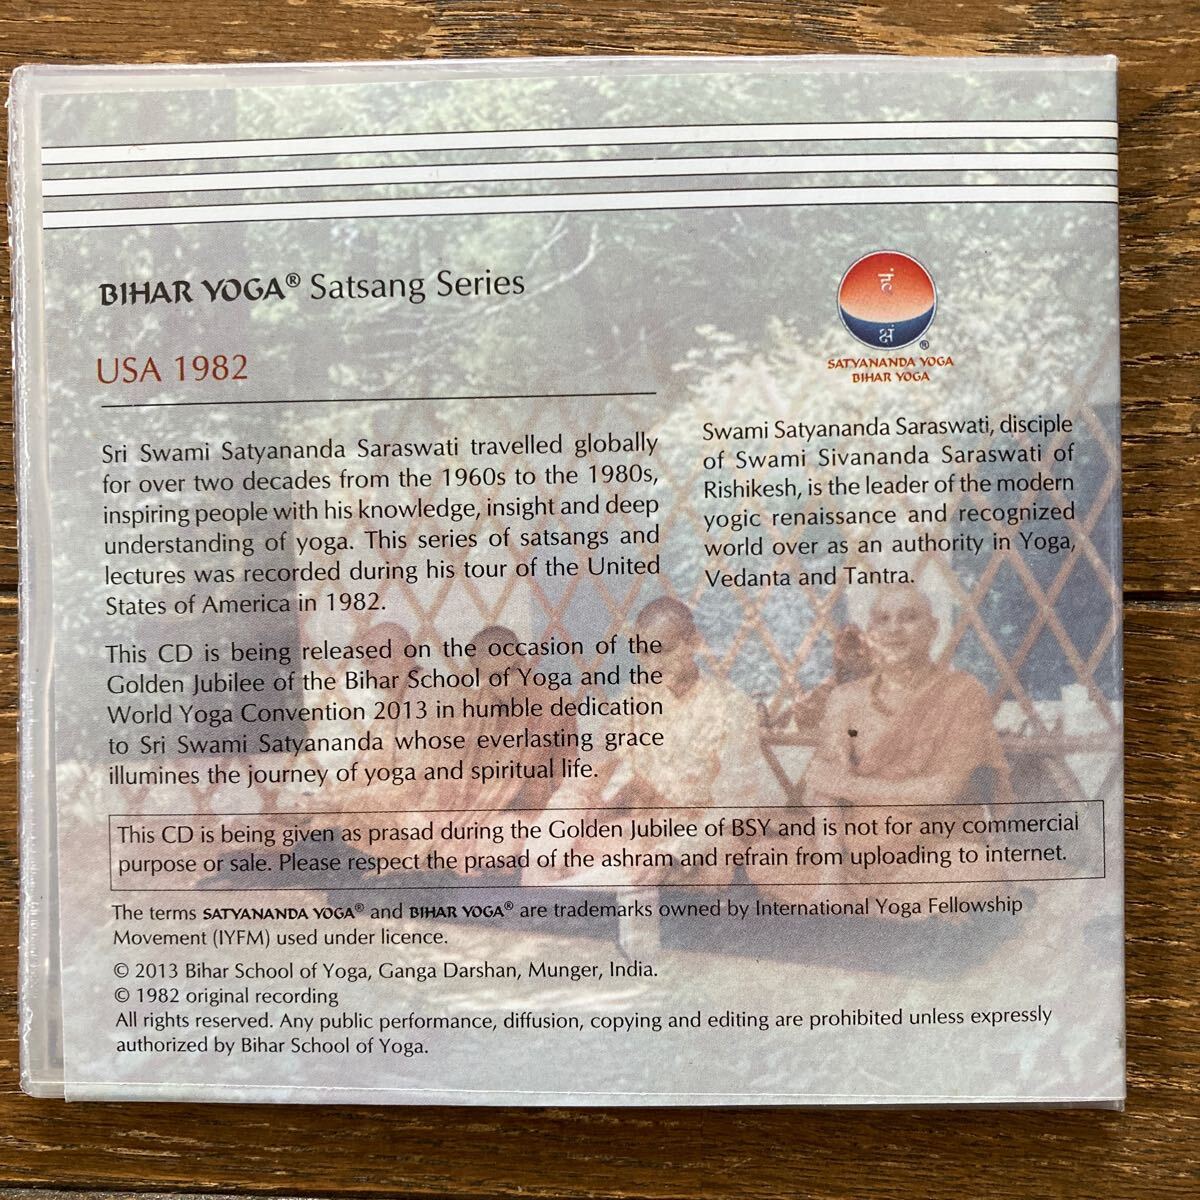 BIHAR YOGA® Satsang Series
USA 1982
Sri Swami Satyananda Saraswati travelled globally
for over two decades from the 1960s to the 1980s,
inspiring people with his knowledge, insight and deep
understanding of yoga. This series of satsangs and
lectures was recorded during his tour of the United
States of America in 1982.
This CD is being released on the occasion of the
Golden Jubilee of the Bihar School of Yoga and the
World Yoga Convention 2013 in humble dedication
to Sri Swami Satyananda whose everlasting grace
illumines the journey of yoga and spiritual life.
हं
क्षं
®
SATYANANDA YOGA
BIHAR YOGA
Swami Satyananda Saraswati, disciple
of Swami Sivananda Saraswati of
Rishikesh, is the leader of the modern
yogic renaissance and recognized
world over as an authority in Yoga,
Vedanta and Tantra.
This CD is being given as prasad during the Golden Jubilee of BSY and is not for any commercial
purpose or sale. Please respect the prasad of the ashram and refrain from uploading to internet.
The terms SATYANANDA YOGA® and BIHAR YOGA® are trademarks owned by International Yoga Fellowship
Movement (IYFM) used under licence.
© 2013 Bihar School of Yoga, Ganga Darshan, Munger, India.
© 1982 original recording
All rights reserved. Any public performance, diffusion, copying and editing are prohibited unless expressly
authorized by Bihar School of Yoga.